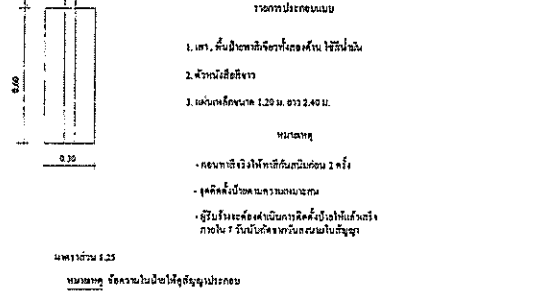 รายการประกอบแบบ
1. เสา , พื้นป้ายทาสีเขียวทั้งสองด้าน ใช้สีน้ำมัน
2. ตัวหนังสือสีขาว
3. แผ่นเหล็กขนาด 1.20 ม. ยาว 2.40 ม.
0.60
หมายเหตุ
0.30
- ก่อนทาสีจริงให้ทาสีกันสนิมก่อน 2 ครั้ง
- จุดติดตั้งป้ายตามความเหมาะสม
- ผู้รับจ้างจะต้องดำเนินการติดตั้งป้ายให้แล้วเสร็จ
ภายใน 7 วันนับถัดจากวันลงนามในสัญญา
มาตราส่วน 1:25
หมายเหตุ ข้อความในป้ายให้ดูสัญญาประกอบ